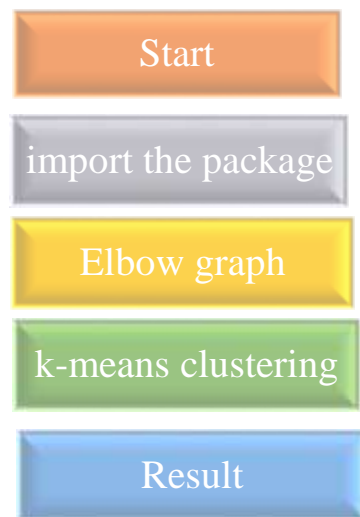 Start
import the package
Elbow graph
k-means clustering
Result